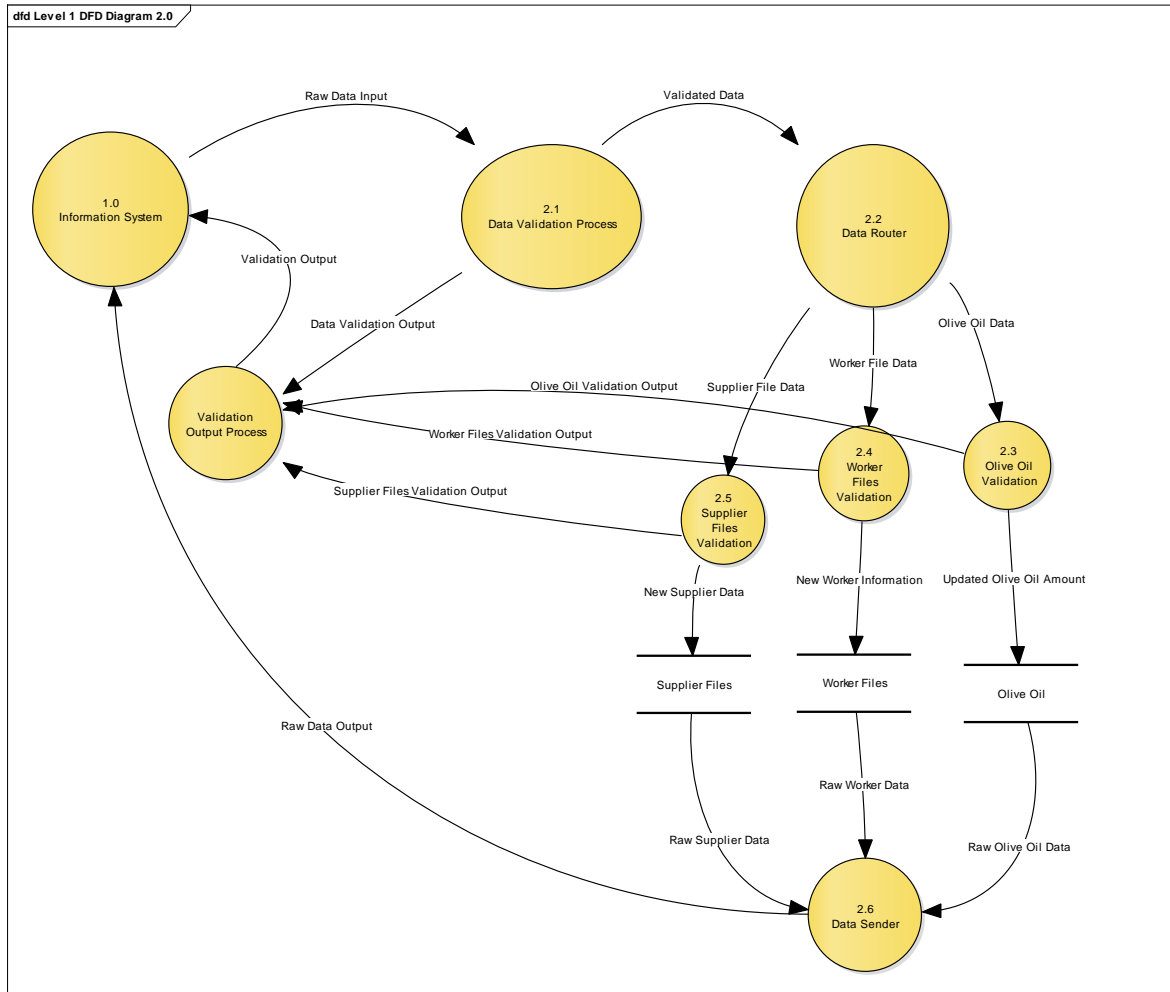 dfd Level 1 DFD Diagram 2.0
Raw Data Input
Validated Data
1.0
Information System
2.1
Data Validation Process
2.2
Data Router
Validation Output
Data Validation Output
Olive Oil Data
Worker File Data
Supplier File Data
Olive Oil Validation Output
Validation
Output Process
Worker Files Validation Output
2.3
Olive Oil
Validation
2.4
Worker
Files
Validation
Supplier Files Validation Output
2.5
Supplier
Files
Validation
New Supplier Data
New Worker Information
Updated Olive Oil Amount
Supplier Files
Worker Files
Olive Oil
Raw Data Output
Raw Worker Data
Raw Supplier Data
Raw Olive Oil Data
2.6
Data Sender